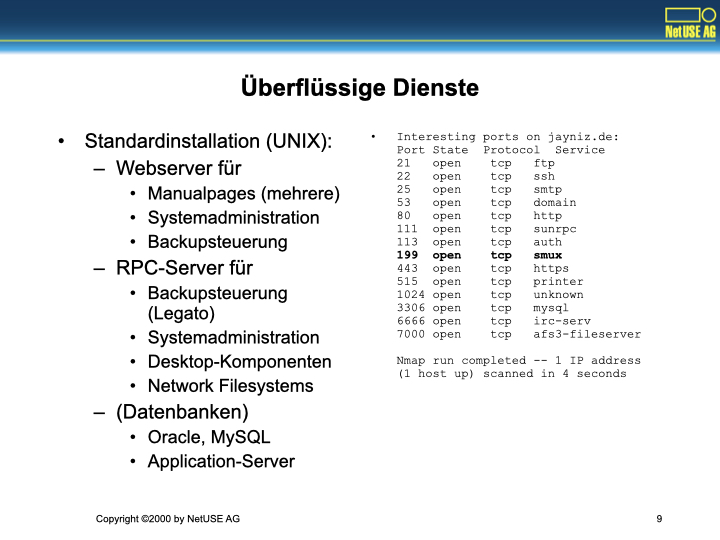 NetUSE AG
Überflüssige Dienste
• Standardinstallation (UNIX):
– Webserver für
• Manualpages (mehrere)
• Systemadministration
• Backupsteuerung
– RPC-Server für
• Backupsteuerung
(Legato)
• Systemadministration
• Desktop-Komponenten
• Network Filesystems
– (Datenbanken)
• Oracle, MySQL
• Application-Server
• Interesting ports on jayniz.de:
Port State Protocol Service
21 open tcp ftp
22 open tcp ssh
25 open tcp smtp
53 open tcp domain
80 open tcp http
111 open tcp sunrpc
113 open tcp auth
199 open tcp smux
443 open tcp https
515 open tcp printer
1024 open tcp unknown
3306 open tcp mysql
6666 open tcp irc-serv
7000 open tcp afs3-fileserver
Nmap run completed -- 1 IP address
(1 host up) scanned in 4 seconds
Copyright ©2000 by NetUSE AG
9